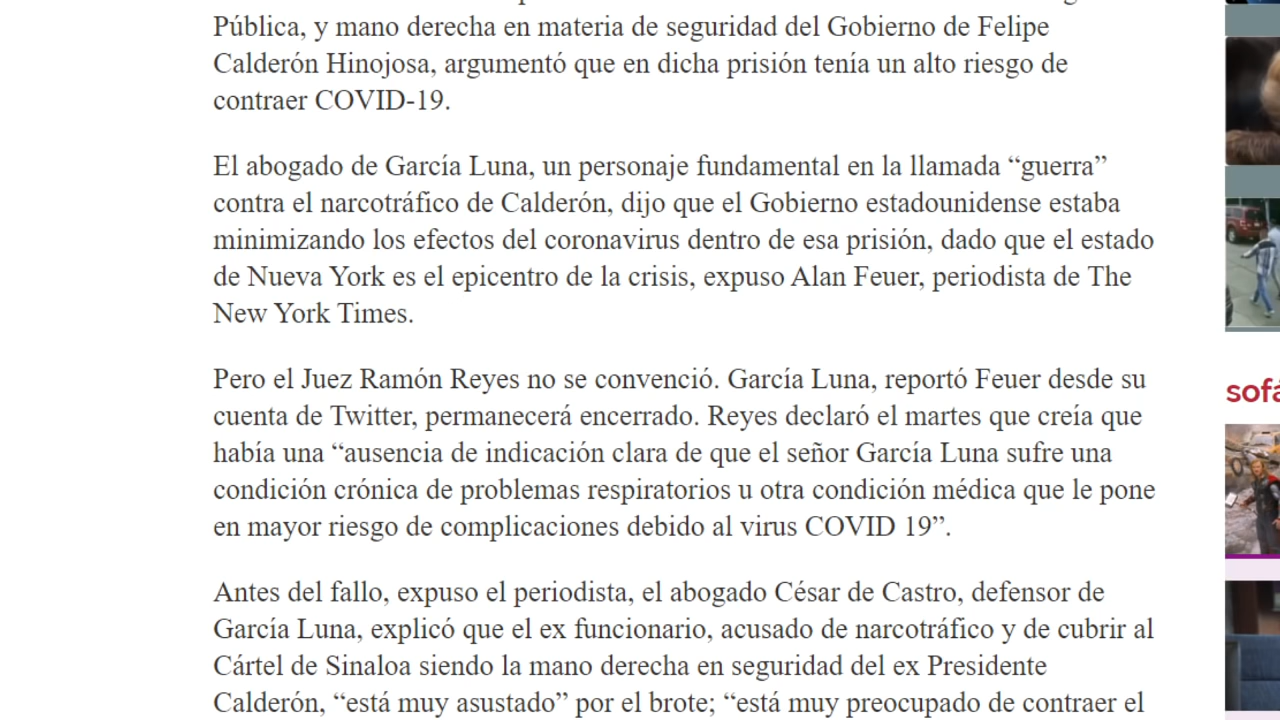 Pública, y mano derecha en materia de seguridad del Gobierno de Felipe
Calderón Hinojosa, argumentó que en dicha prisión tenía un alto riesgo de
contraer COVID-19.
El abogado de García Luna, un personaje fundamental en la llamada “guerra”
contra el narcotráfico de Calderón, dijo que el Gobierno estadounidense estaba
minimizando los efectos del coronavirus dentro de esa prisión, dado que el estado
de Nueva York es el epicentro de la crisis, expuso Alan Feuer, periodista de The
New York Times.
Pero el Juez Ramón Reyes no se convenció. García Luna, reportó Feuer desde su
cuenta de Twitter, permanecerá encerrado. Reyes declaró el martes que creía que
había una “ausencia de indicación clara de que el señor García Luna sufre una
condición crónica de problemas respiratorios u otra condición médica que le pone
en mayor riesgo de complicaciones debido al virus COVID 19”.
Antes del fallo, expuso el periodista, el abogado César de Castro, defensor de
García Luna, explicó que el ex funcionario, acusado de narcotráfico y de cubrir al
Cártel de Sinaloa siendo la mano derecha en seguridad del ex Presidente
Calderón, “está muy asustado” por el brote; “está muy preocupado de contraer el
sofá